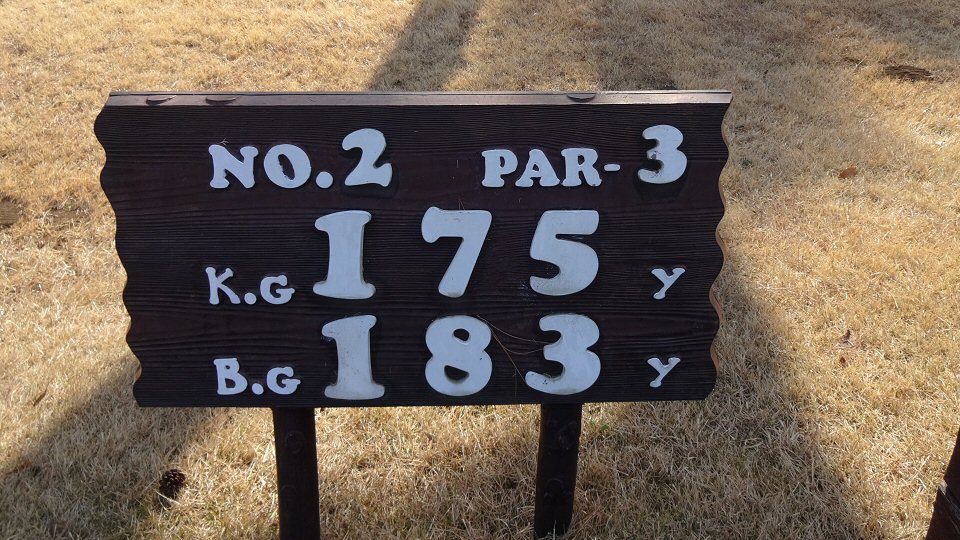 NO.2 PAR-3
K.G 175 Y
B.G 183 Y